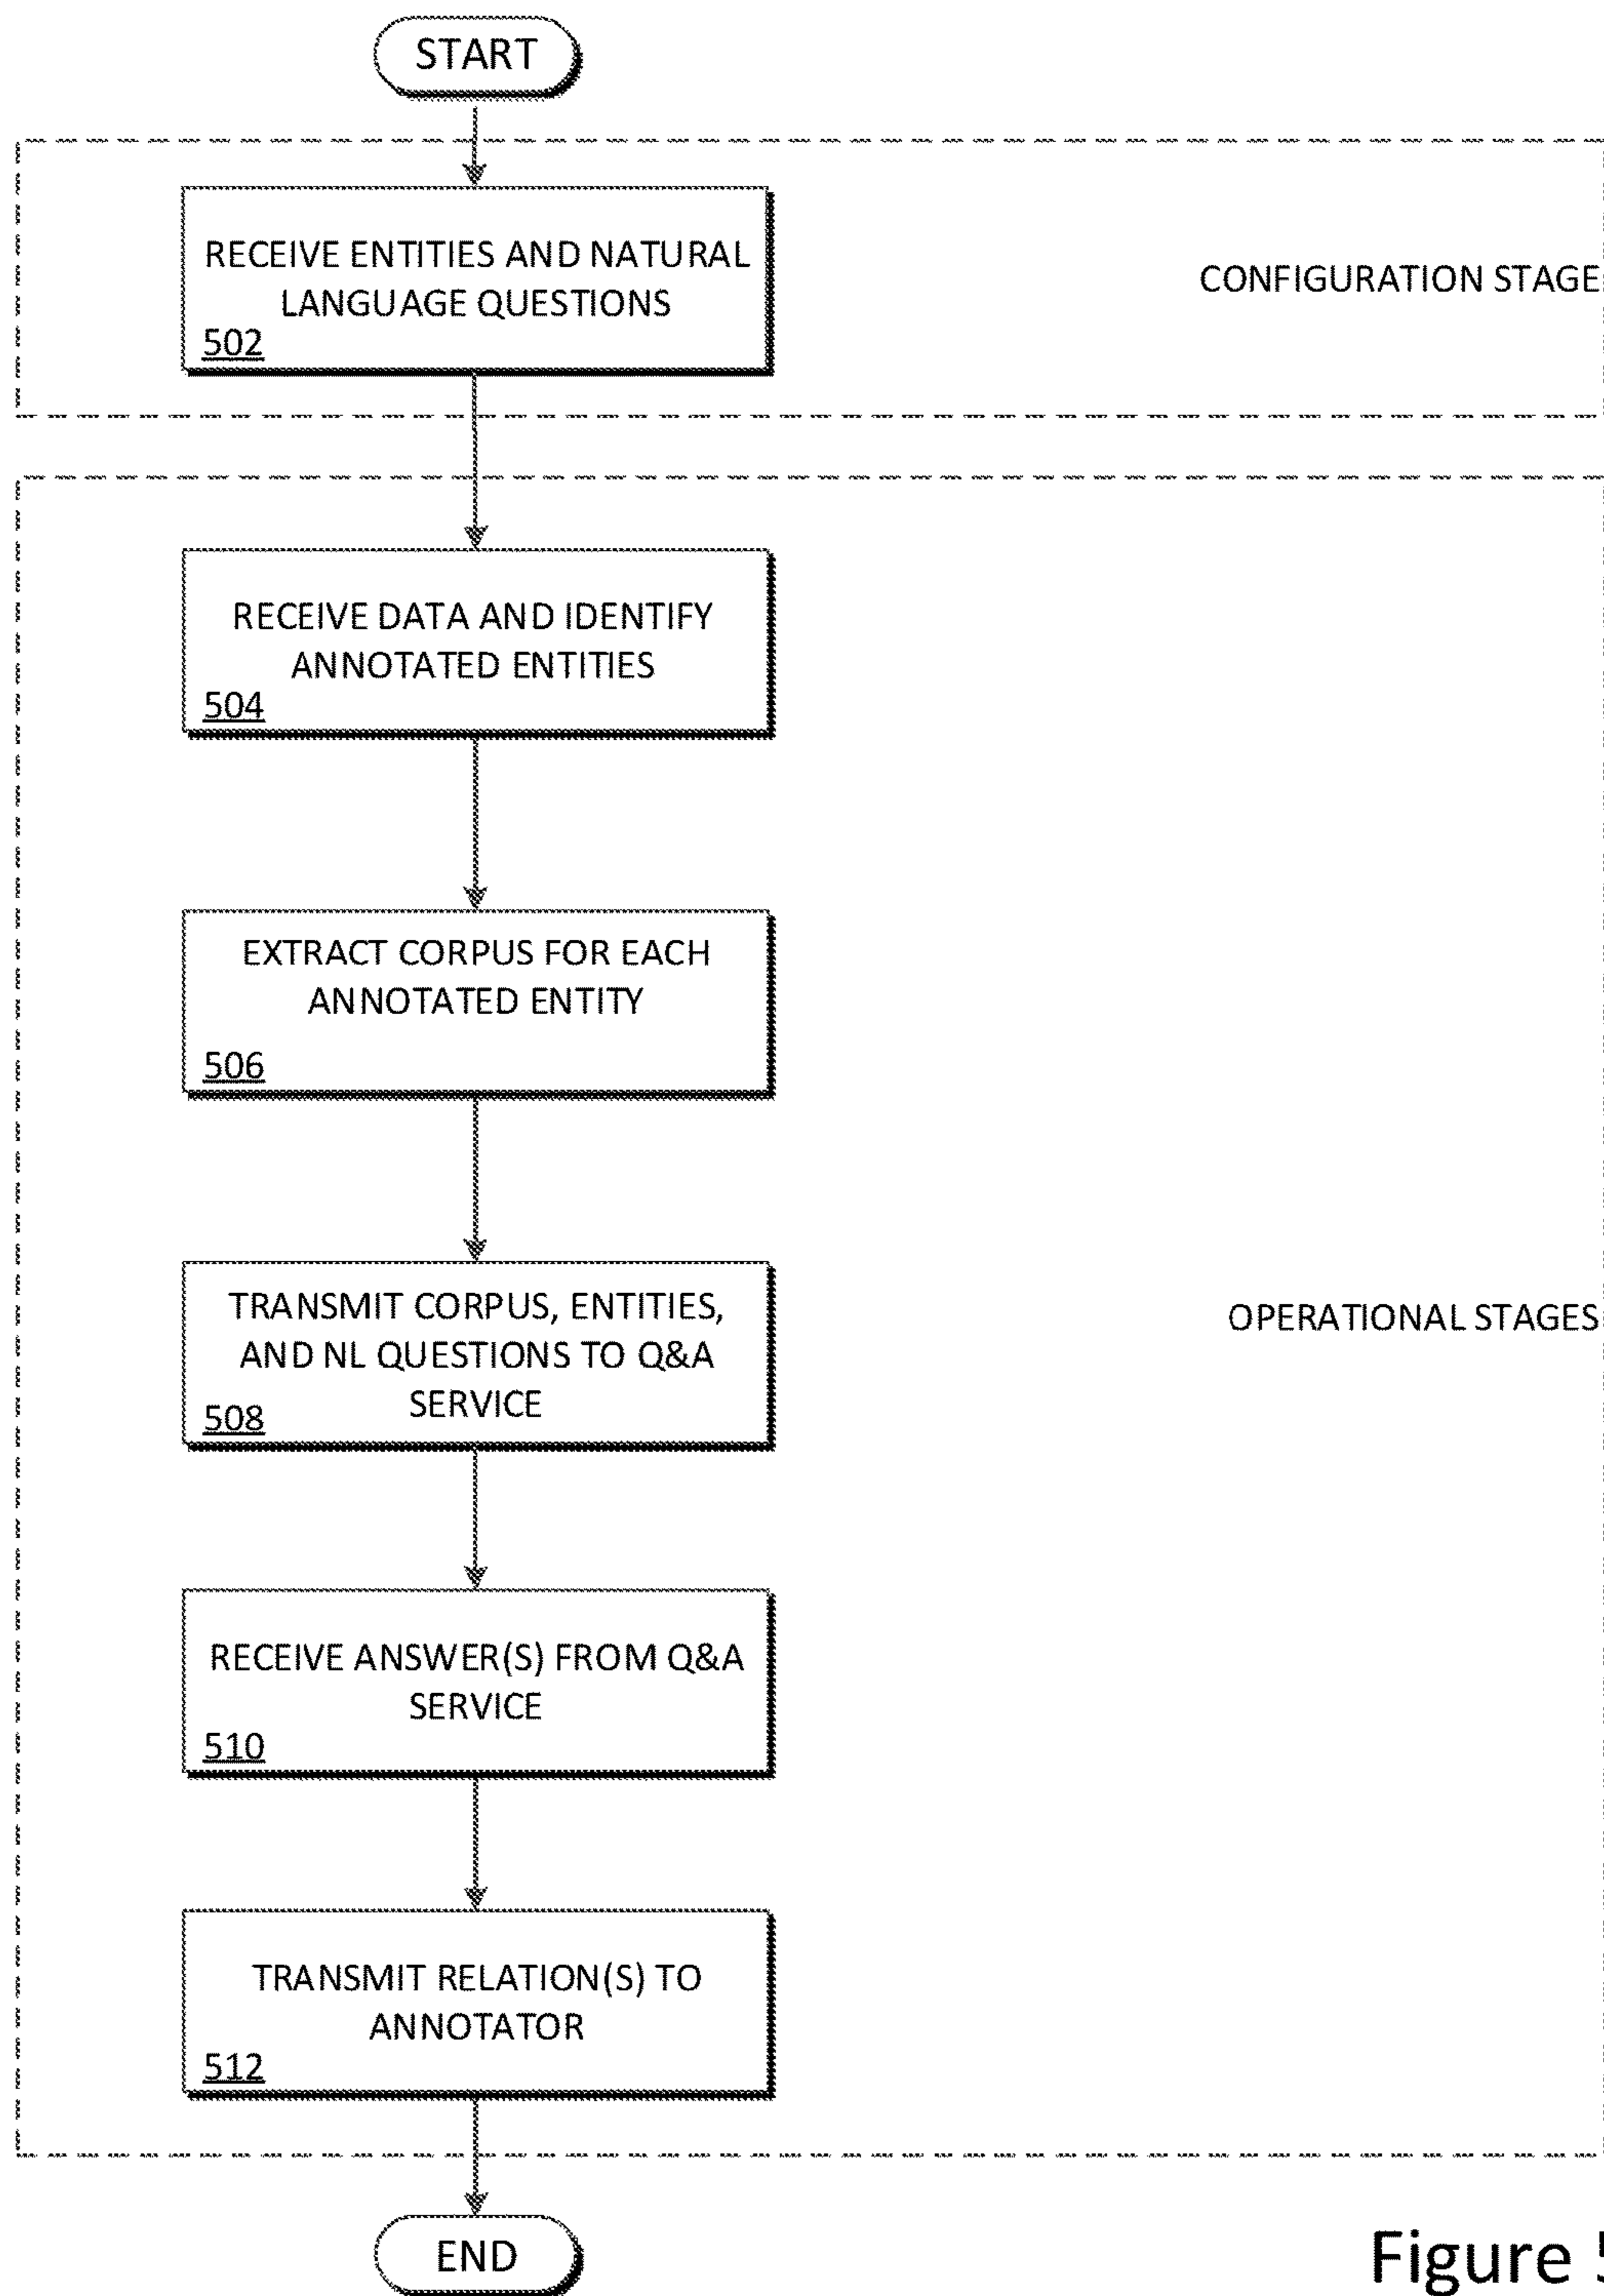 START
RECEIVE ENTITIES AND NATURAL
LANGUAGE QUESTIONS
502
CONFIGURATION STAGE
RECEIVE DATA AND IDENTIFY
ANNOTATED ENTITIES
504
EXTRACT CORPUS FOR EACH
ANNOTATED ENTITY
506
TRANSMIT CORPUS, ENTITIES,
AND NL QUESTIONS TO Q&A
SERVICE
508
OPERATIONAL STAGES
RECEIVE ANSWER(S) FROM Q&A
SERVICE
510
TRANSMIT RELATION(S) TO
ANNOTATOR
512
END
Figure 5